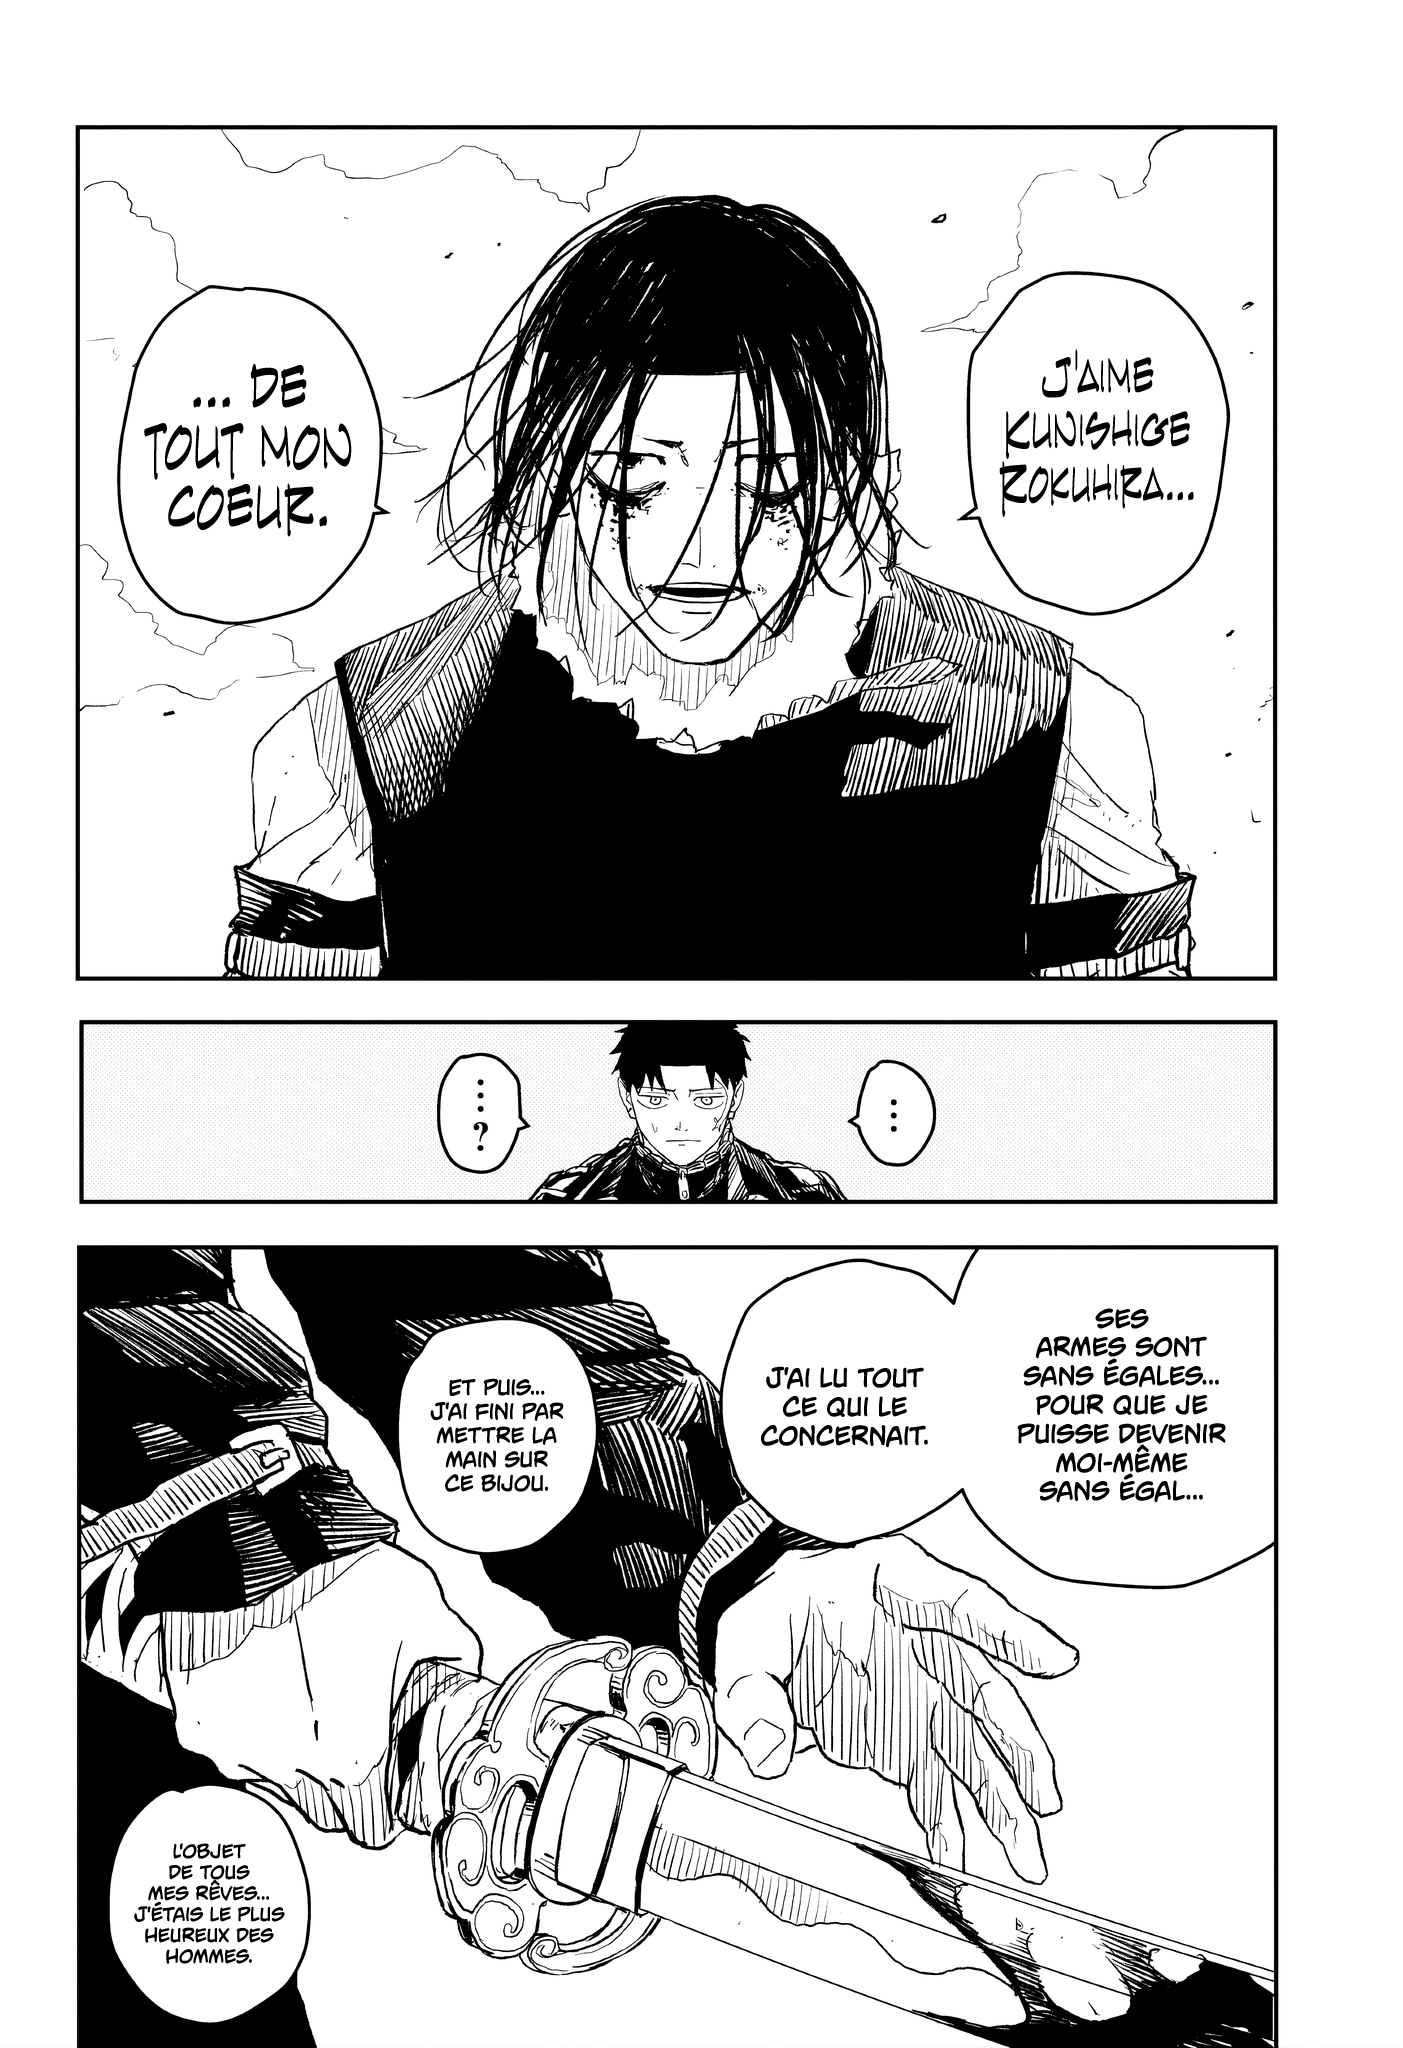 J'AIME
KUNISHIGE
ROKUHIRA...
... DE
TOUT MON
COEUR.
...
...?
SES
ARMES SONT
SANS ÉGALES...
POUR QUE JE
PUISSE DEVENIR
MOI-MÊME
SANS ÉGAL...
J'AI LU TOUT
CE QUI LE
CONCERNAIT.
ET PUIS...
J'AI FINI PAR
METTRE LA
MAIN SUR
CE BIJOU.
L'OBJET
DE TOUS
MES RÊVES...
J'ÉTAIS LE PLUS
HEUREUX DES
HOMMES.